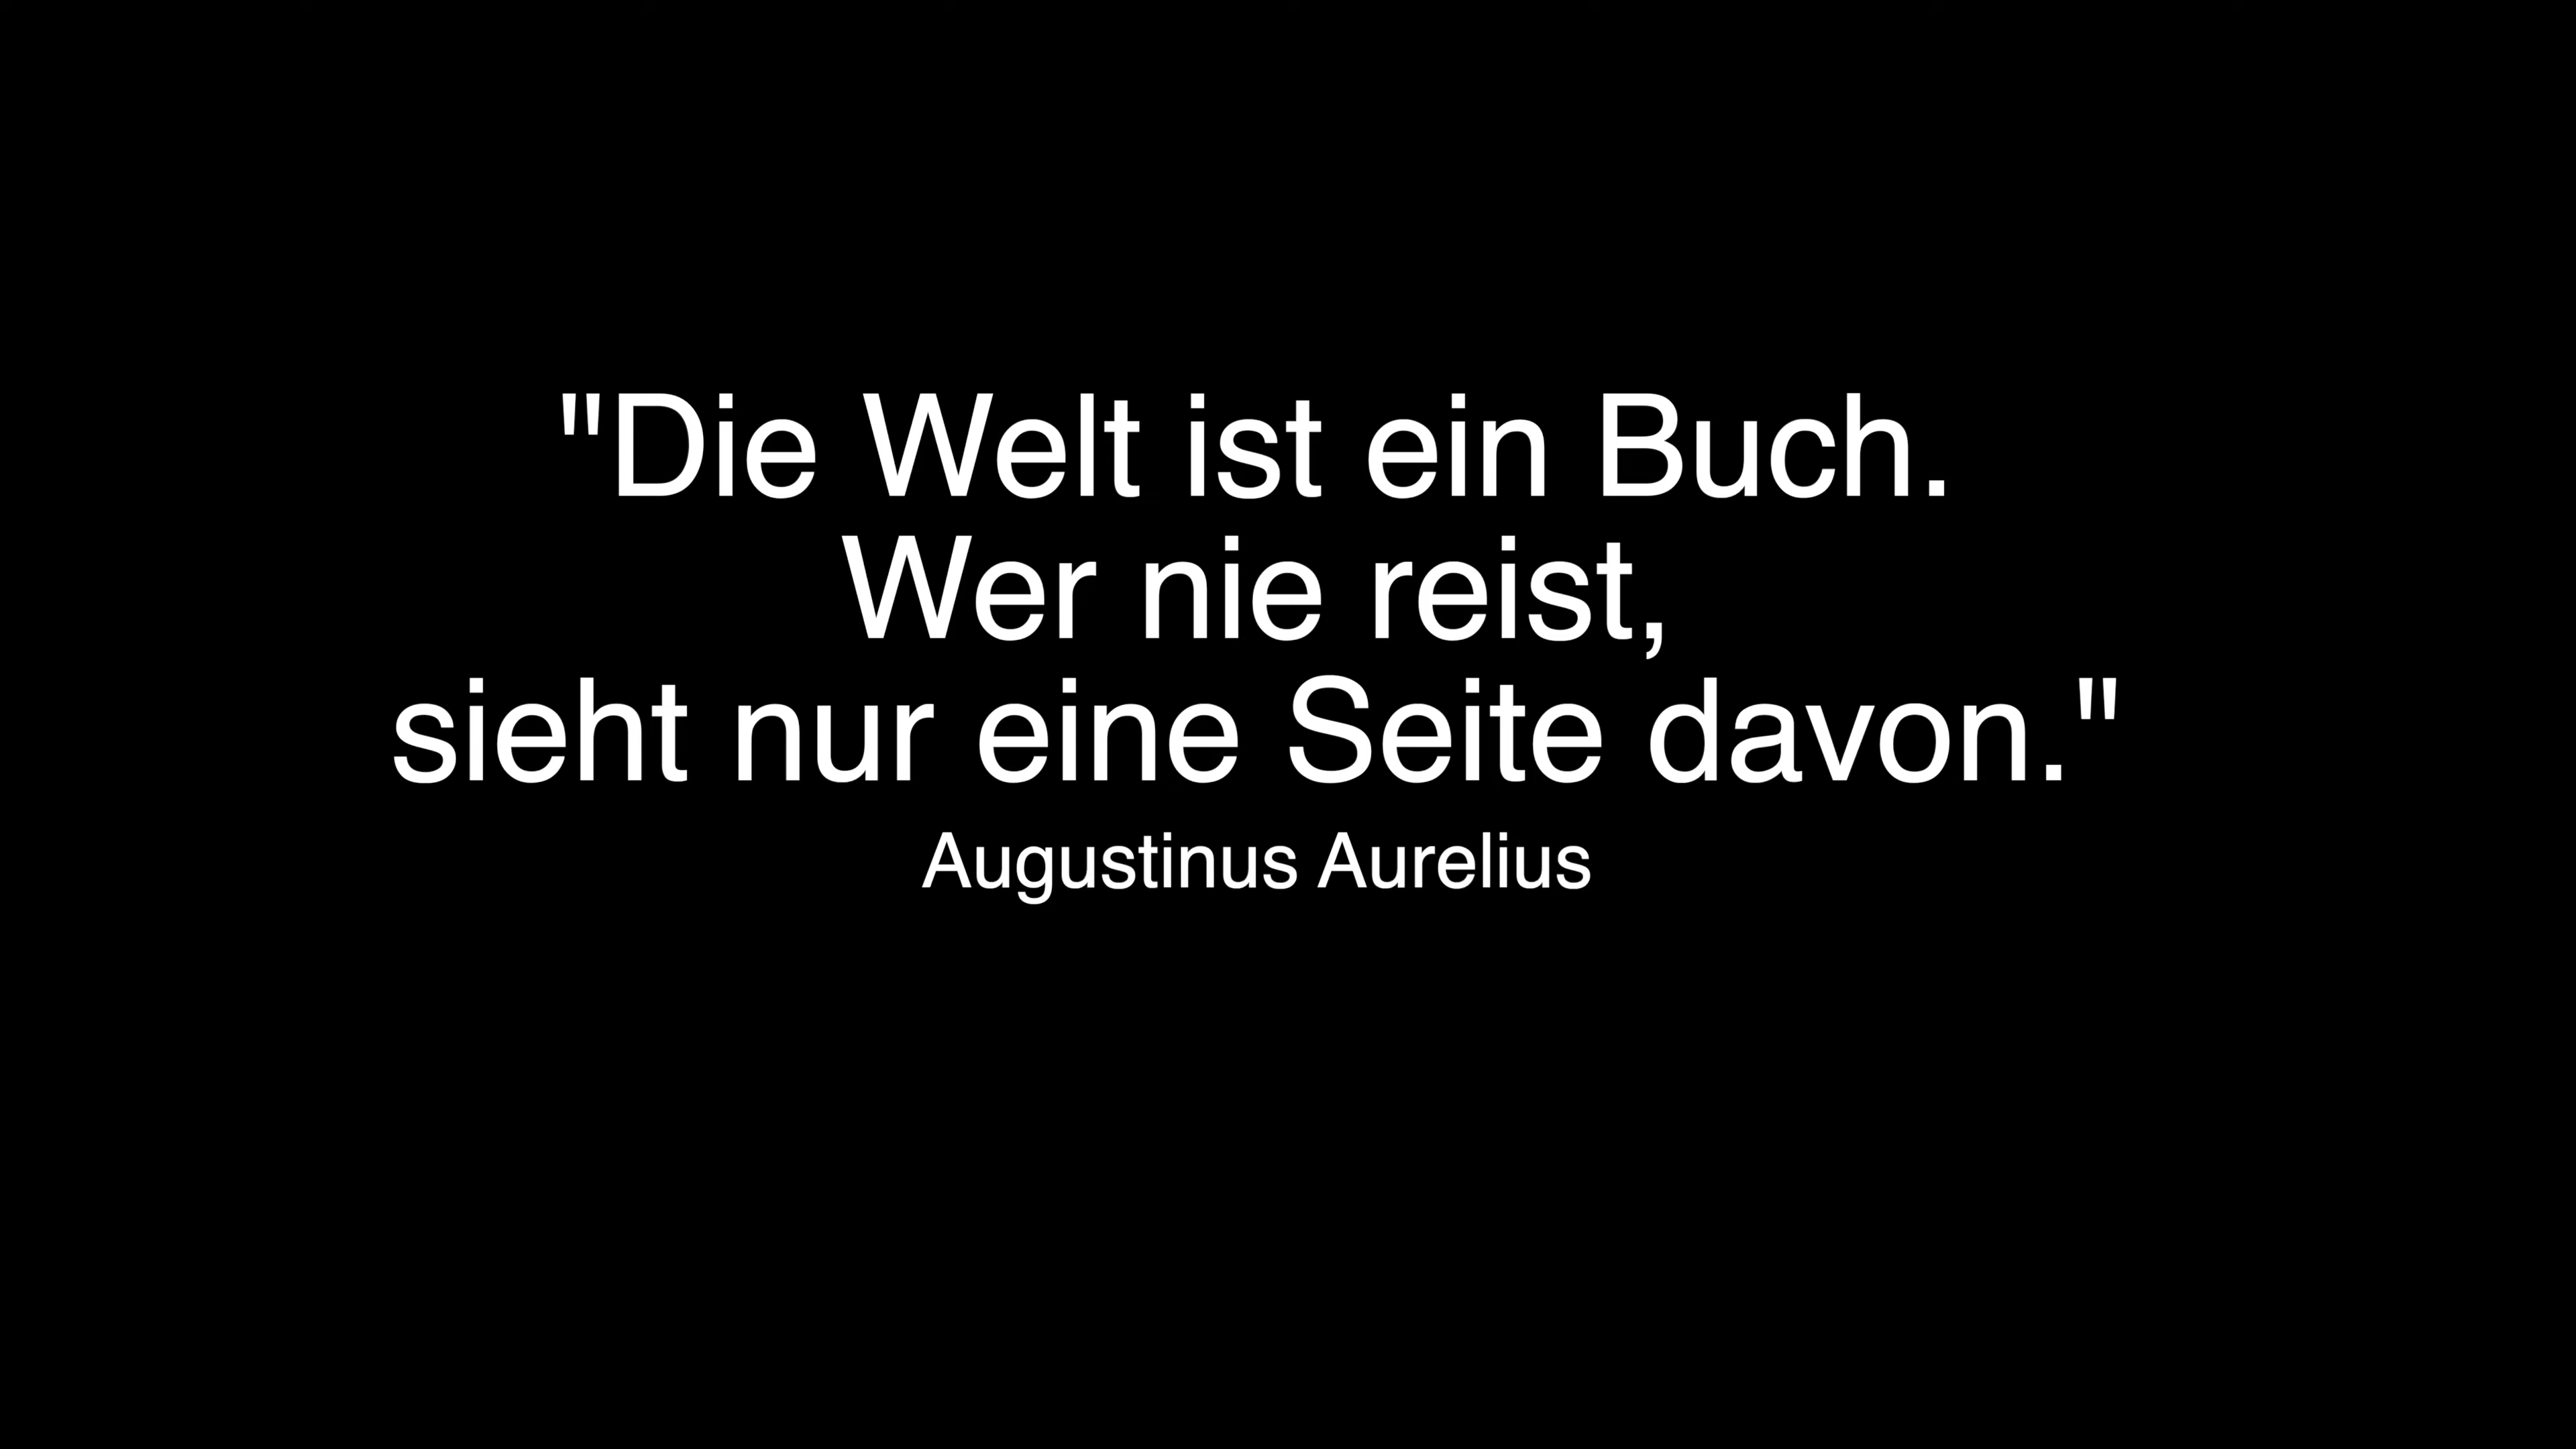 "Die Welt ist ein Buch.
Wer nie reist,
sieht nur eine Seite davon."
Augustinus Aurelius